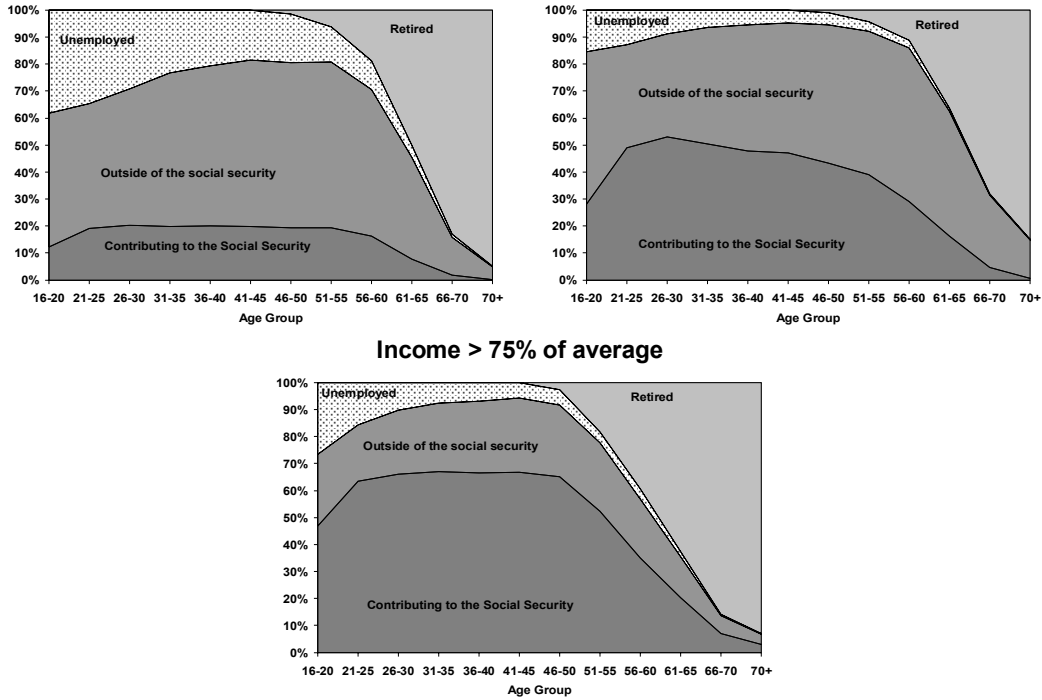 100%
90%
80%
70%
60%
50%
40%
30%
20%
10%
0%
Unemployed
Retired
Outside of the social security
Contributing to the Social Security
16-20 21-25 26-30 31-35 36-40 41-45 46-50 51-55 56-60 61-65 66-70 70+
Age Group
100%
90%
80%
70%
60%
50%
40%
30%
20%
10%
0%
Unemployed
Retired
Outside of the social security
Contributing to the Social Security
16-20 21-25 26-30 31-35 36-40 41-45 46-50 51-55 56-60 61-65 66-70 70+
Age Group
Income > 75% of average
100%
90%
80%
70%
60%
50%
40%
30%
20%
10%
0%
Unemployed
Retired
Outside of the social security
Contributing to the Social Security
16-20 21-25 26-30 31-35 36-40 41-45 46-50 51-55 56-60 61-65 66-70 70+
Age Group